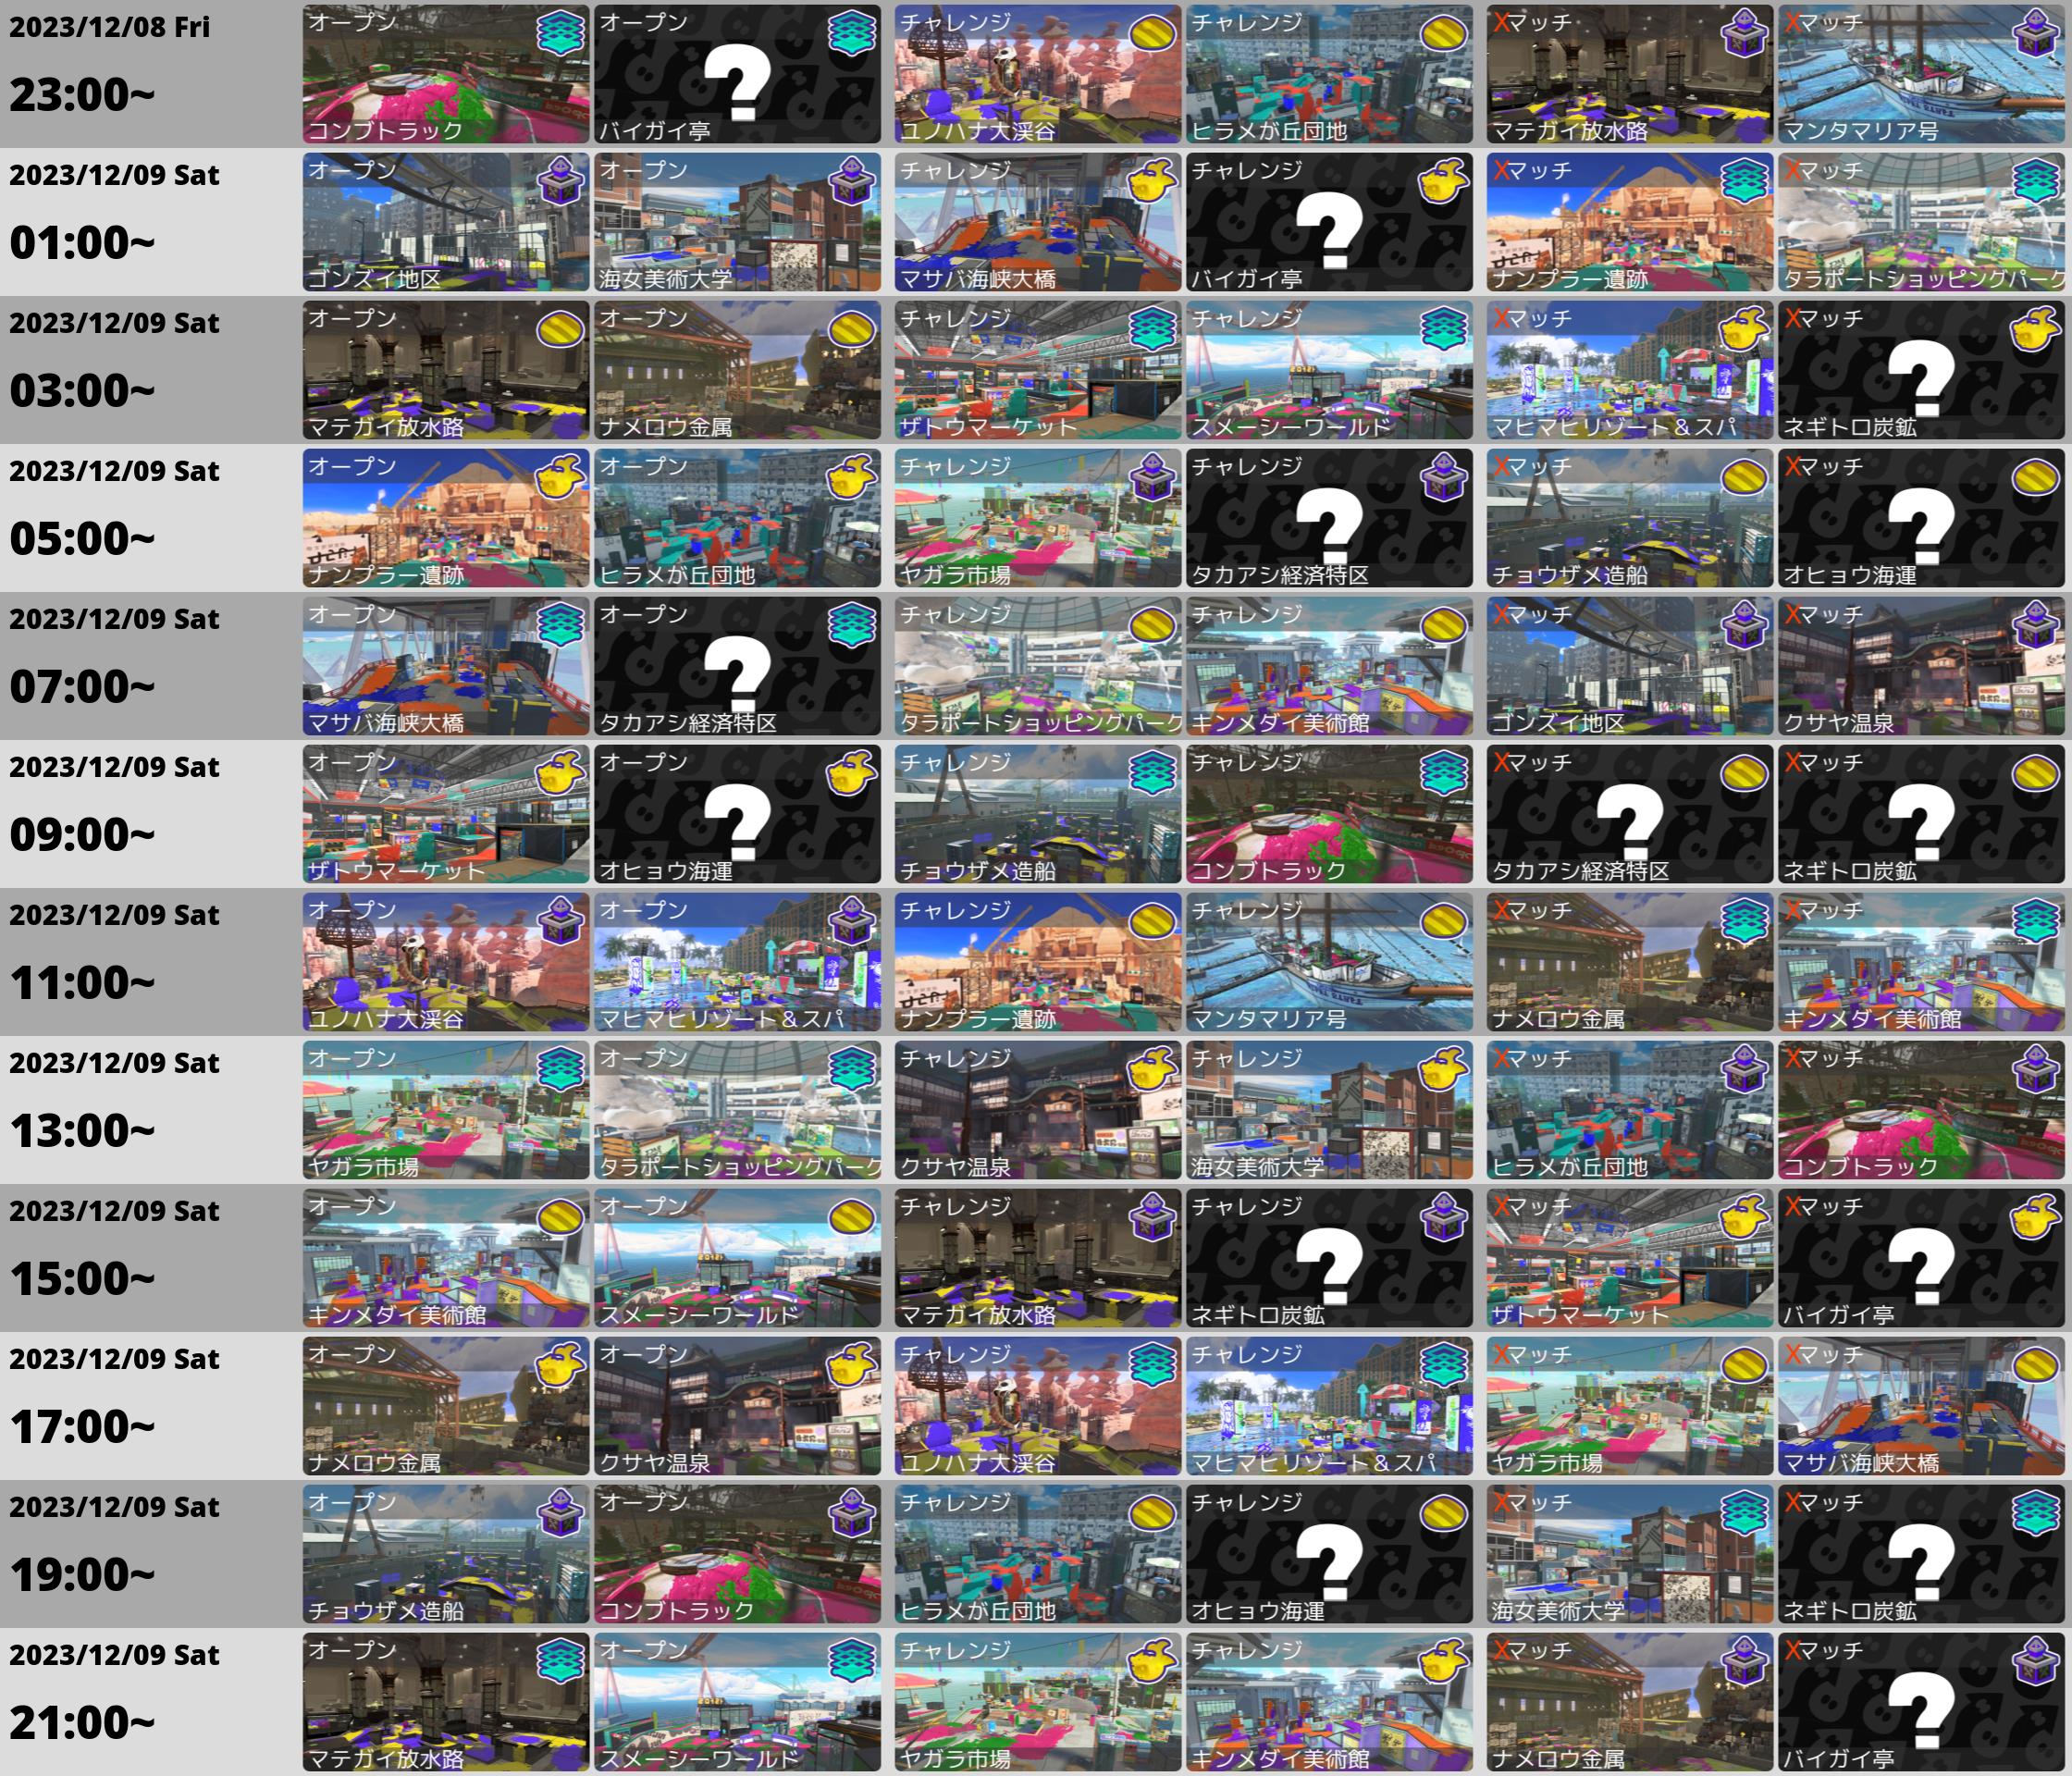 2023/12/08 Fri
23:00~
オープン
コンブトラック
オープン
バイガイ亭
チャレンジ
ユノハナ大渓谷
チャレンジ
ヒラメが丘団地
Xマッチ
マテガイ放水路
Xマッチ
マンタマリア号
2023/12/09 Sat
01:00~
オープン
ゴンズイ地区
オープン
海女美術大学
チャレンジ
マサバ海峡大橋
チャレンジ
バイガイ亭
Xマッチ
ナンプラー遺跡
Xマッチ
タラポートショッピングパーク
2023/12/09 Sat
03:00~
オープン
マテガイ放水路
オープン
ナメロウ金属
チャレンジ
ザトウマーケット
チャレンジ
スメーシーワールド
Xマッチ
マヒマヒリゾート＆スパ
Xマッチ
ネギトロ炭鉱
2023/12/09 Sat
05:00~
オープン
ナンプラー遺跡
オープン
ヒラメが丘団地
チャレンジ
ヤガラ市場
チャレンジ
タカアシ経済特区
Xマッチ
チョウザメ造船
Xマッチ
オヒョウ海運
2023/12/09 Sat
07:00~
オープン
マサバ海峡大橋
オープン
タカアシ経済特区
チャレンジ
タラポートショッピングパーク
チャレンジ
キンメダイ美術館
Xマッチ
ゴンズイ地区
Xマッチ
クサヤ温泉
2023/12/09 Sat
09:00~
オープン
ザトウマーケット
オープン
オヒョウ海運
チャレンジ
チョウザメ造船
チャレンジ
コンブトラック
Xマッチ
タカアシ経済特区
Xマッチ
ネギトロ炭鉱
2023/12/09 Sat
11:00~
オープン
ユノハナ大渓谷
オープン
マヒマヒリゾート＆スパ
チャレンジ
ナンプラー遺跡
チャレンジ
マンタマリア号
Xマッチ
ナメロウ金属
Xマッチ
キンメダイ美術館
2023/12/09 Sat
13:00~
オープン
ヤガラ市場
オープン
タラポートショッピングパーク
チャレンジ
クサヤ温泉
チャレンジ
海女美術大学
Xマッチ
ヒラメが丘団地
Xマッチ
コンブトラック
2023/12/09 Sat
15:00~
オープン
キンメダイ美術館
オープン
スメーシーワールド
チャレンジ
マテガイ放水路
チャレンジ
ネギトロ炭鉱
Xマッチ
ザトウマーケット
Xマッチ
バイガイ亭
2023/12/09 Sat
17:00~
オープン
ナメロウ金属
オープン
クサヤ温泉
チャレンジ
ユノハナ大渓谷
チャレンジ
マヒマヒリゾート＆スパ
Xマッチ
ヤガラ市場
Xマッチ
マサバ海峡大橋
2023/12/09 Sat
19:00~
オープン
チョウザメ造船
オープン
コンブトラック
チャレンジ
ヒラメが丘団地
チャレンジ
オヒョウ海運
Xマッチ
海女美術大学
Xマッチ
ネギトロ炭鉱
2023/12/09 Sat
21:00~
オープン
マテガイ放水路
オープン
スメーシーワールド
チャレンジ
ヤガラ市場
チャレンジ
キンメダイ美術館
Xマッチ
ナメロウ金属
Xマッチ
バイガイ亭